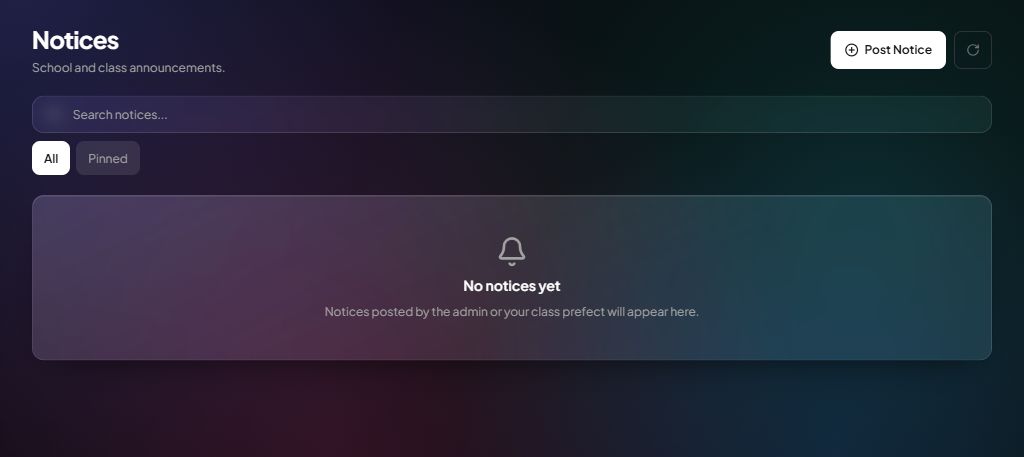 Notices
School and class announcements.
Post Notice
Search notices...
All
Pinned
No notices yet
Notices posted by the admin or your class prefect will appear here.